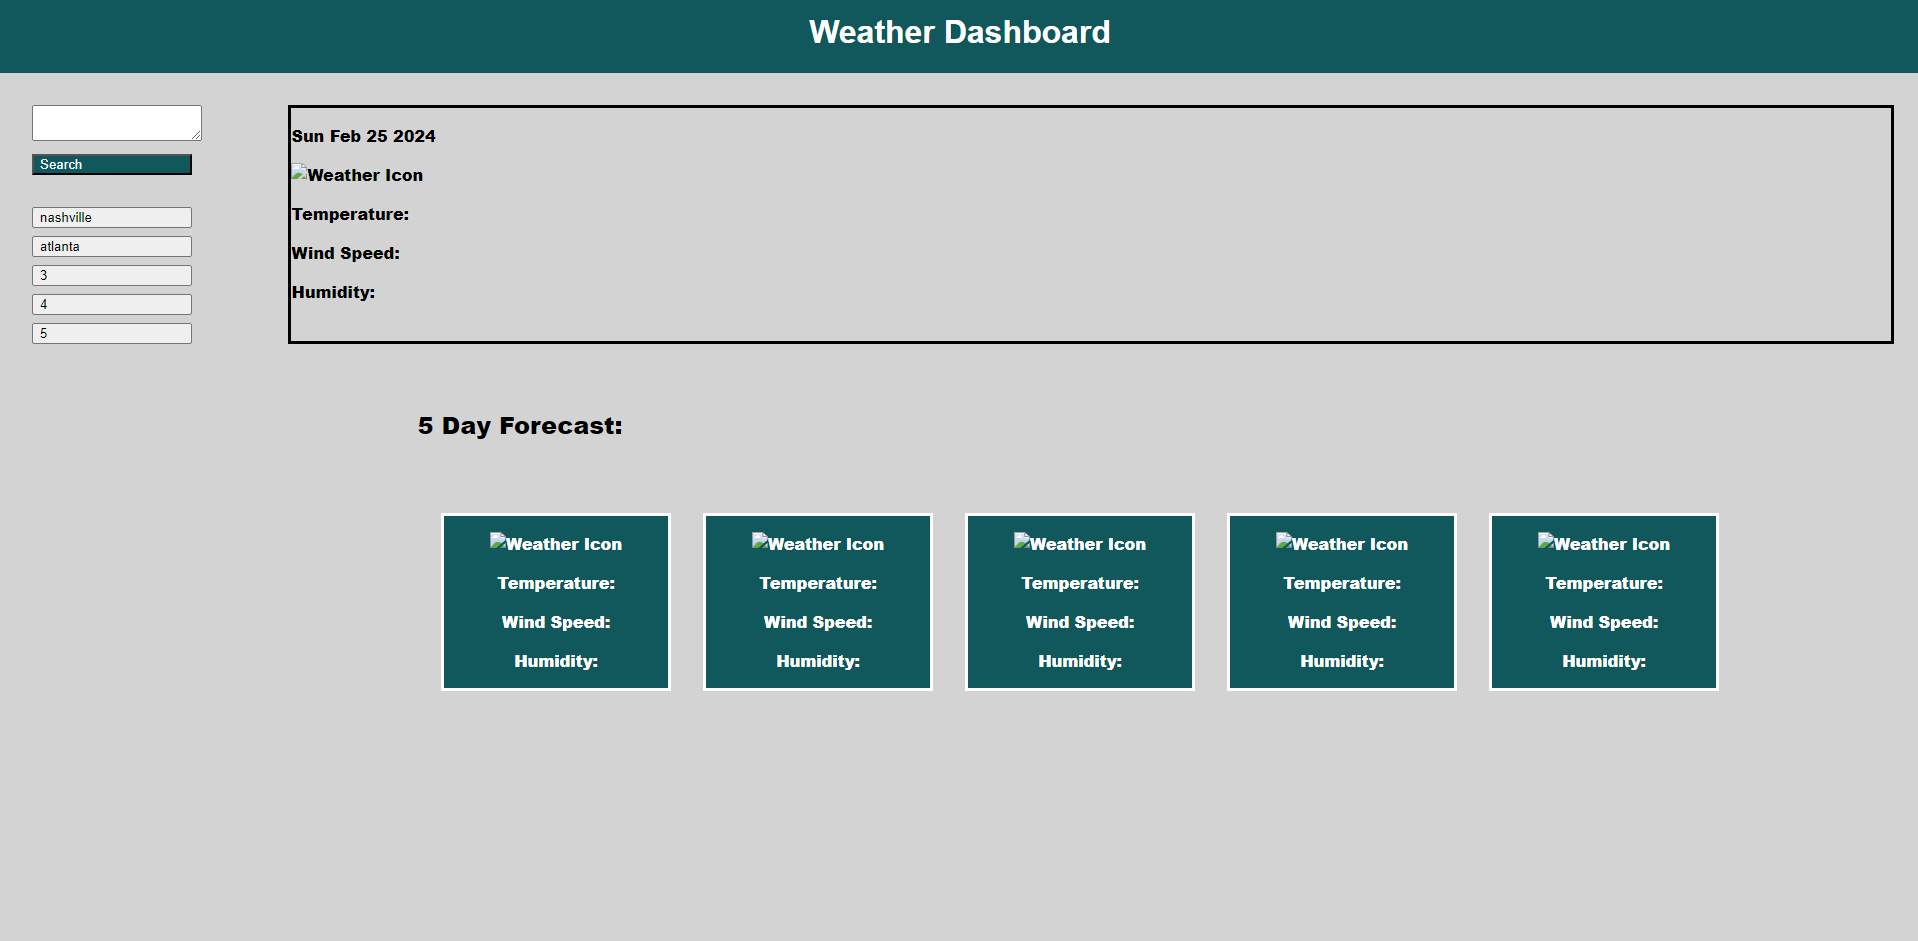 Weather Dashboard
Search
nashville
atlanta
3
4
5
Sun Feb 25 2024
Weather Icon
Temperature:
Wind Speed:
Humidity:
5 Day Forecast:
Weather Icon
Temperature:
Wind Speed:
Humidity:
Weather Icon
Temperature:
Wind Speed:
Humidity:
Weather Icon
Temperature:
Wind Speed:
Humidity:
Weather Icon
Temperature:
Wind Speed:
Humidity:
Weather Icon
Temperature:
Wind Speed:
Humidity: